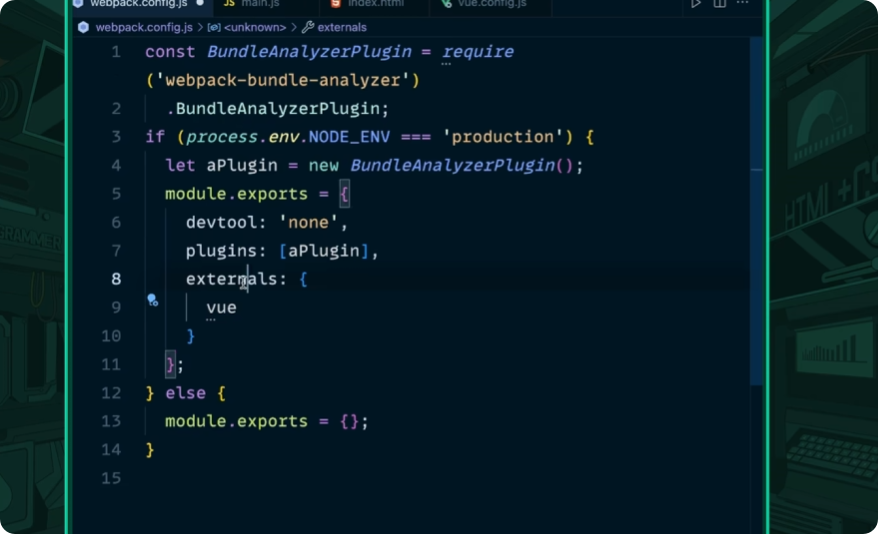 webpack.config.js JS main.js index.html vue.config.js
webpack.config.js > <unknown> > externals
1 const BundleAnalyzerPlugin = require
('webpack-bundle-analyzer')
2 .BundleAnalyzerPlugin;
3 if (process.env.NODE_ENV === 'production') {
4 let aPlugin = new BundleAnalyzerPlugin();
5 module.exports = {
6 devtool: 'none',
7 plugins: [aPlugin],
8 externals: {
9 vue
10 }
11 };
12 } else {
13 module.exports = {};
14 }
15
HTML +CS